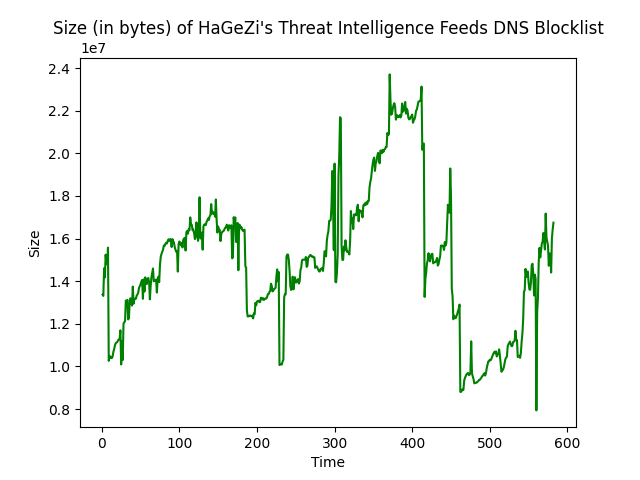 Size (in bytes) of HaGeZi's Threat Intelligence Feeds DNS Blocklist
1e7
2.4
2.2
2.0
1.8
1.6
1.4
1.2
1.0
0.8
Size
0 100 200 300 400 500 600
Time